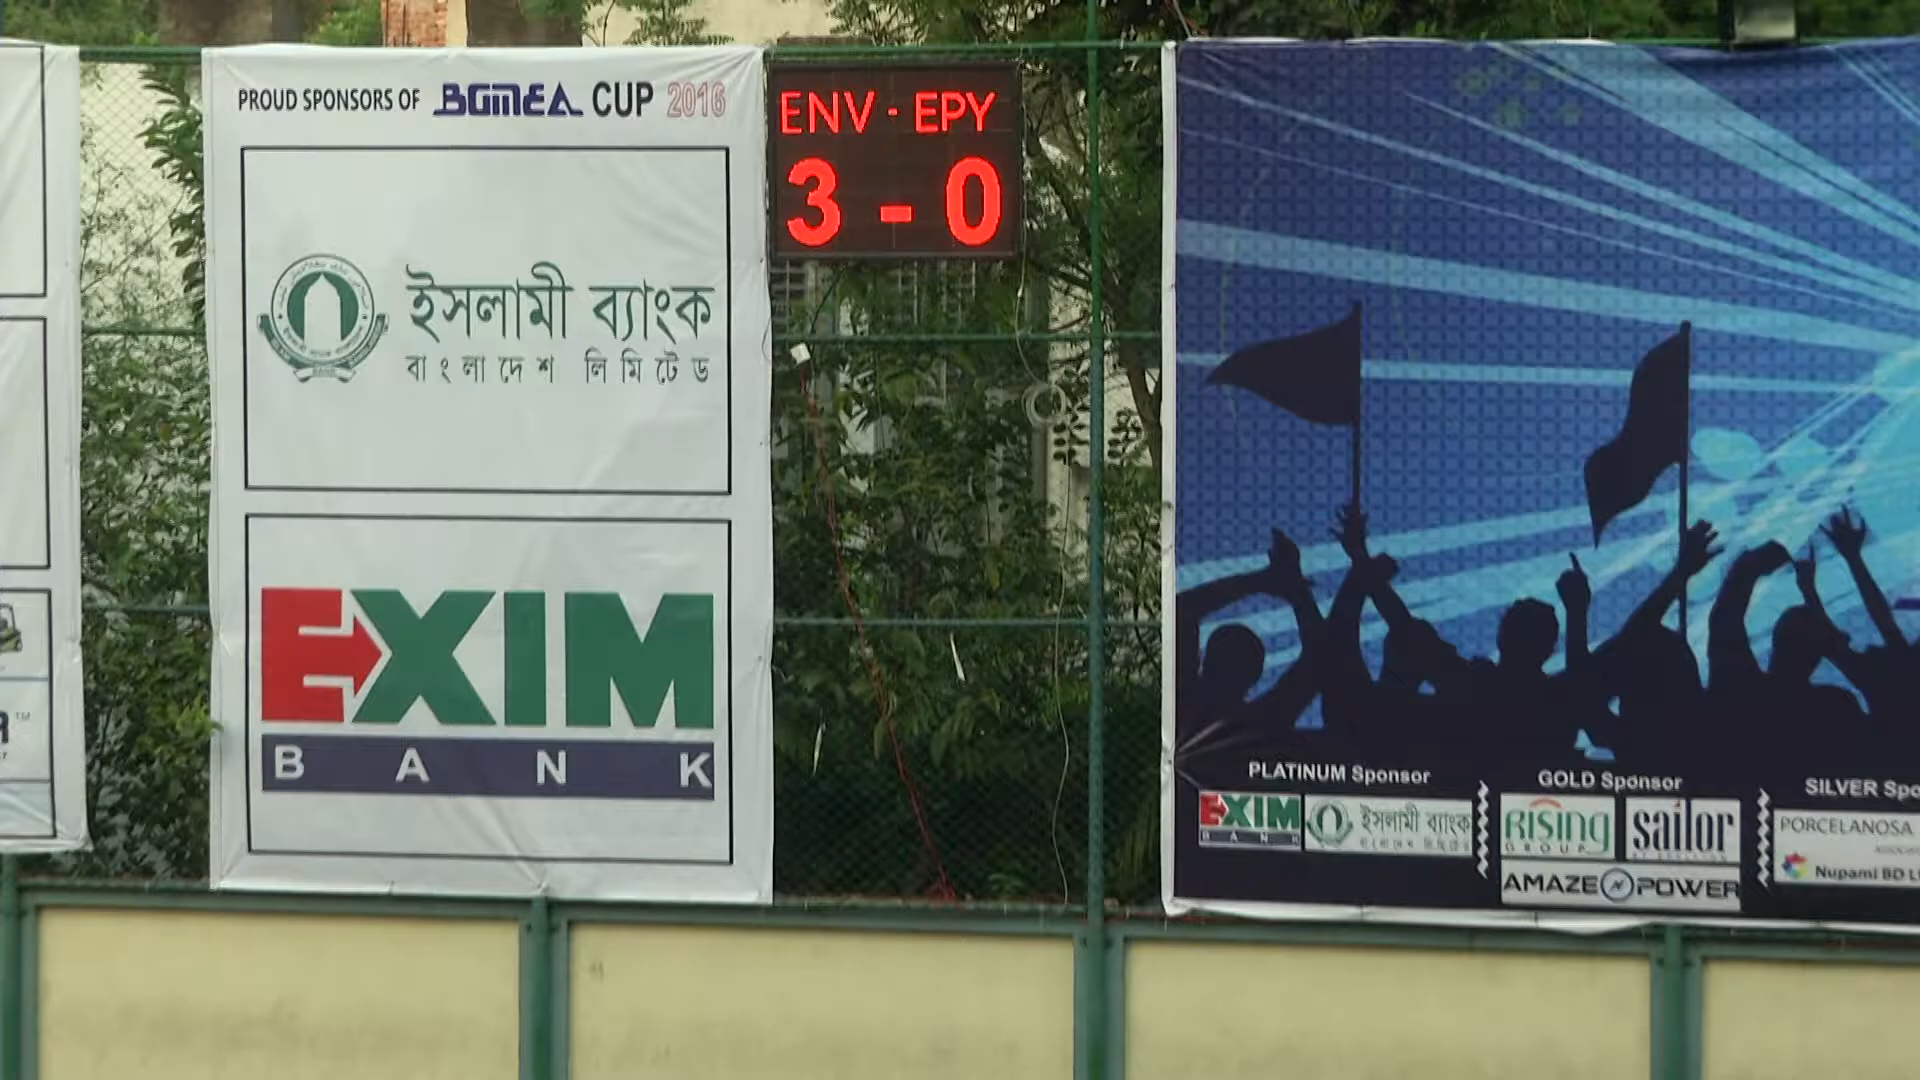 PROUD SPONSORS OF BGMEA CUP 2016
ইসলামী ব্যাংক
বাংলাদেশ লিমিটেড
EXIM
BANK
ENV - EPY
3 - 0
PLATINUM Sponsor
EXIM
BANK
ইসলামী ব্যাংক
বাংলাদেশ লিমিটেড
GOLD Sponsor
RISING
GROUP
sailor
AMAZE POWER
SILVER
PORCELANOSA
Nupami BD